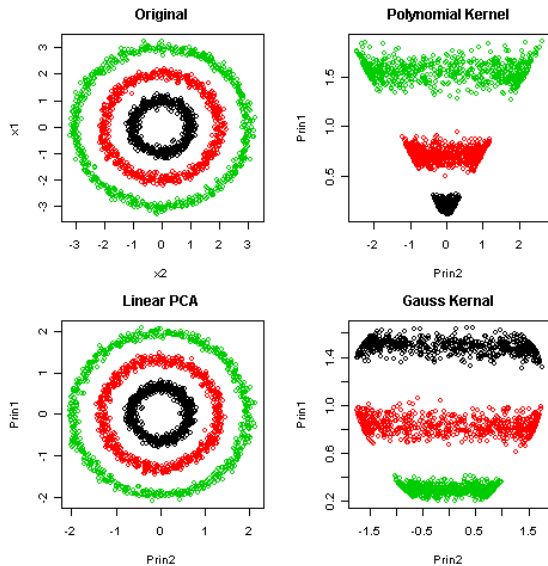 Original
3
2
1
0
-1
-2
-3
x1
-3 -2 -1 0 1 2 3
x2
Polynomial Kernel
1.5
1.0
0.5
Prin1
-2 -1 0 1 2
Prin2
Linear PCA
2
1
0
-1
-2
Prin1
-2 -1 0 1 2
Prin2
Gauss Kernal
1.4
1.0
0.8
0.4
0.2
Prin1
-1.5 -0.5 0.5 1.5
Prin2